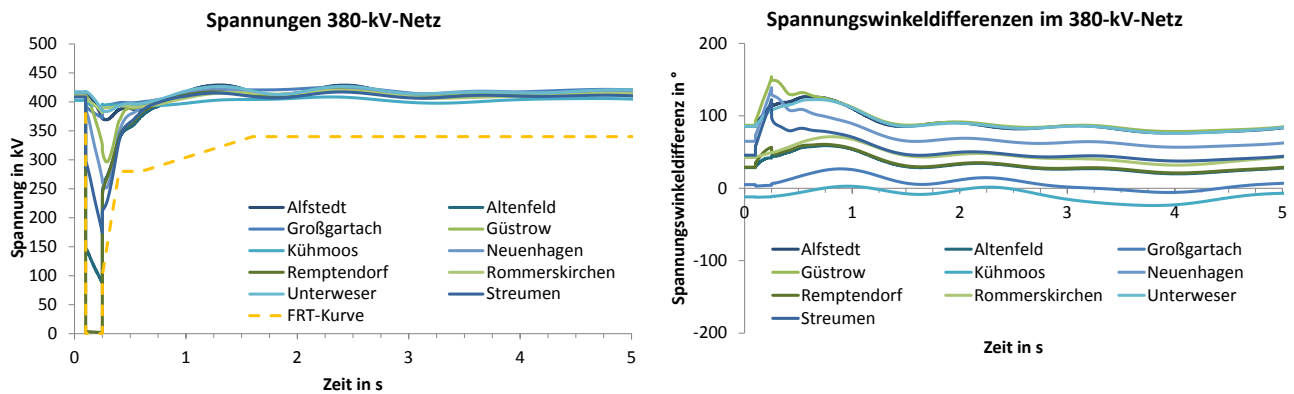 Spannungen 380-kV-Netz
Spannung in kV
500
450
400
350
300
250
200
150
100
50
0
0 1 2 3 4 5
Zeit in s
Alfstedt Altenfeld
Großgartach Güstrow
Kühmoos Neuenhagen
Remptendorf Rommerskirchen
Unterweser Streumen
FRT-Kurve
Spannungswinkeldifferenzen im 380-kV-Netz
Spannungswinkeldifferenz in °
200
100
0
-100
-200
0 1 2 3 4 5
Alfstedt Altenfeld Großgartach
Güstrow Kühmoos Neuenhagen
Remptendorf Rommerskirchen Unterweser
Streumen
Zeit in s